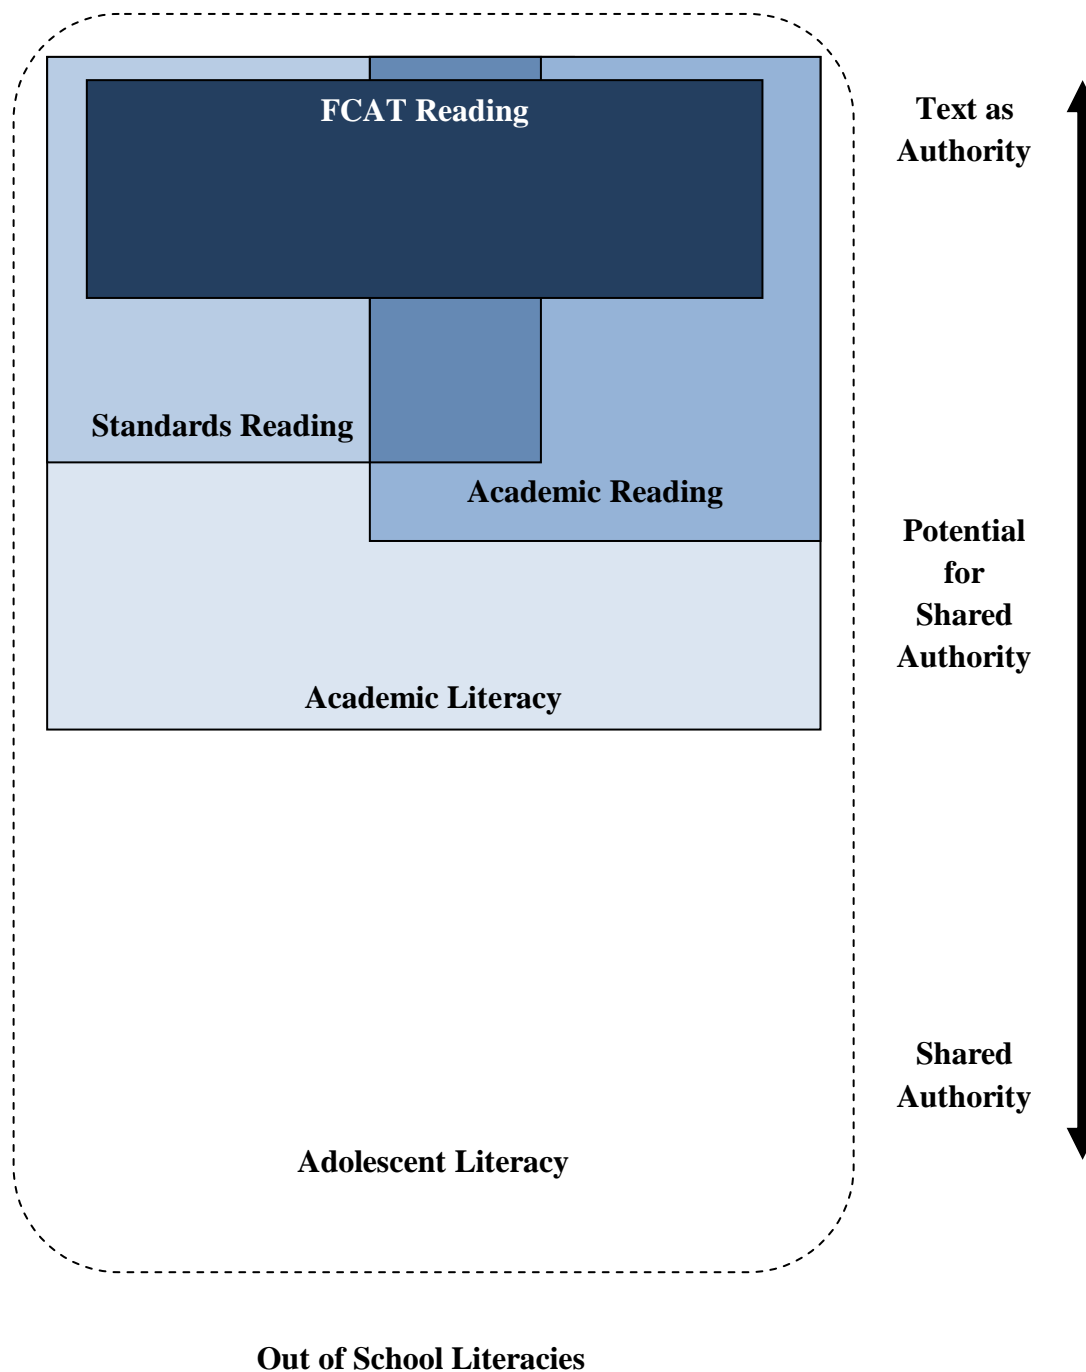 FCAT Reading
Text as
Authority
Standards Reading
Academic Reading
Potential
for
Shared
Authority
Academic Literacy
Shared
Authority
Adolescent Literacy
Out of School Literacies